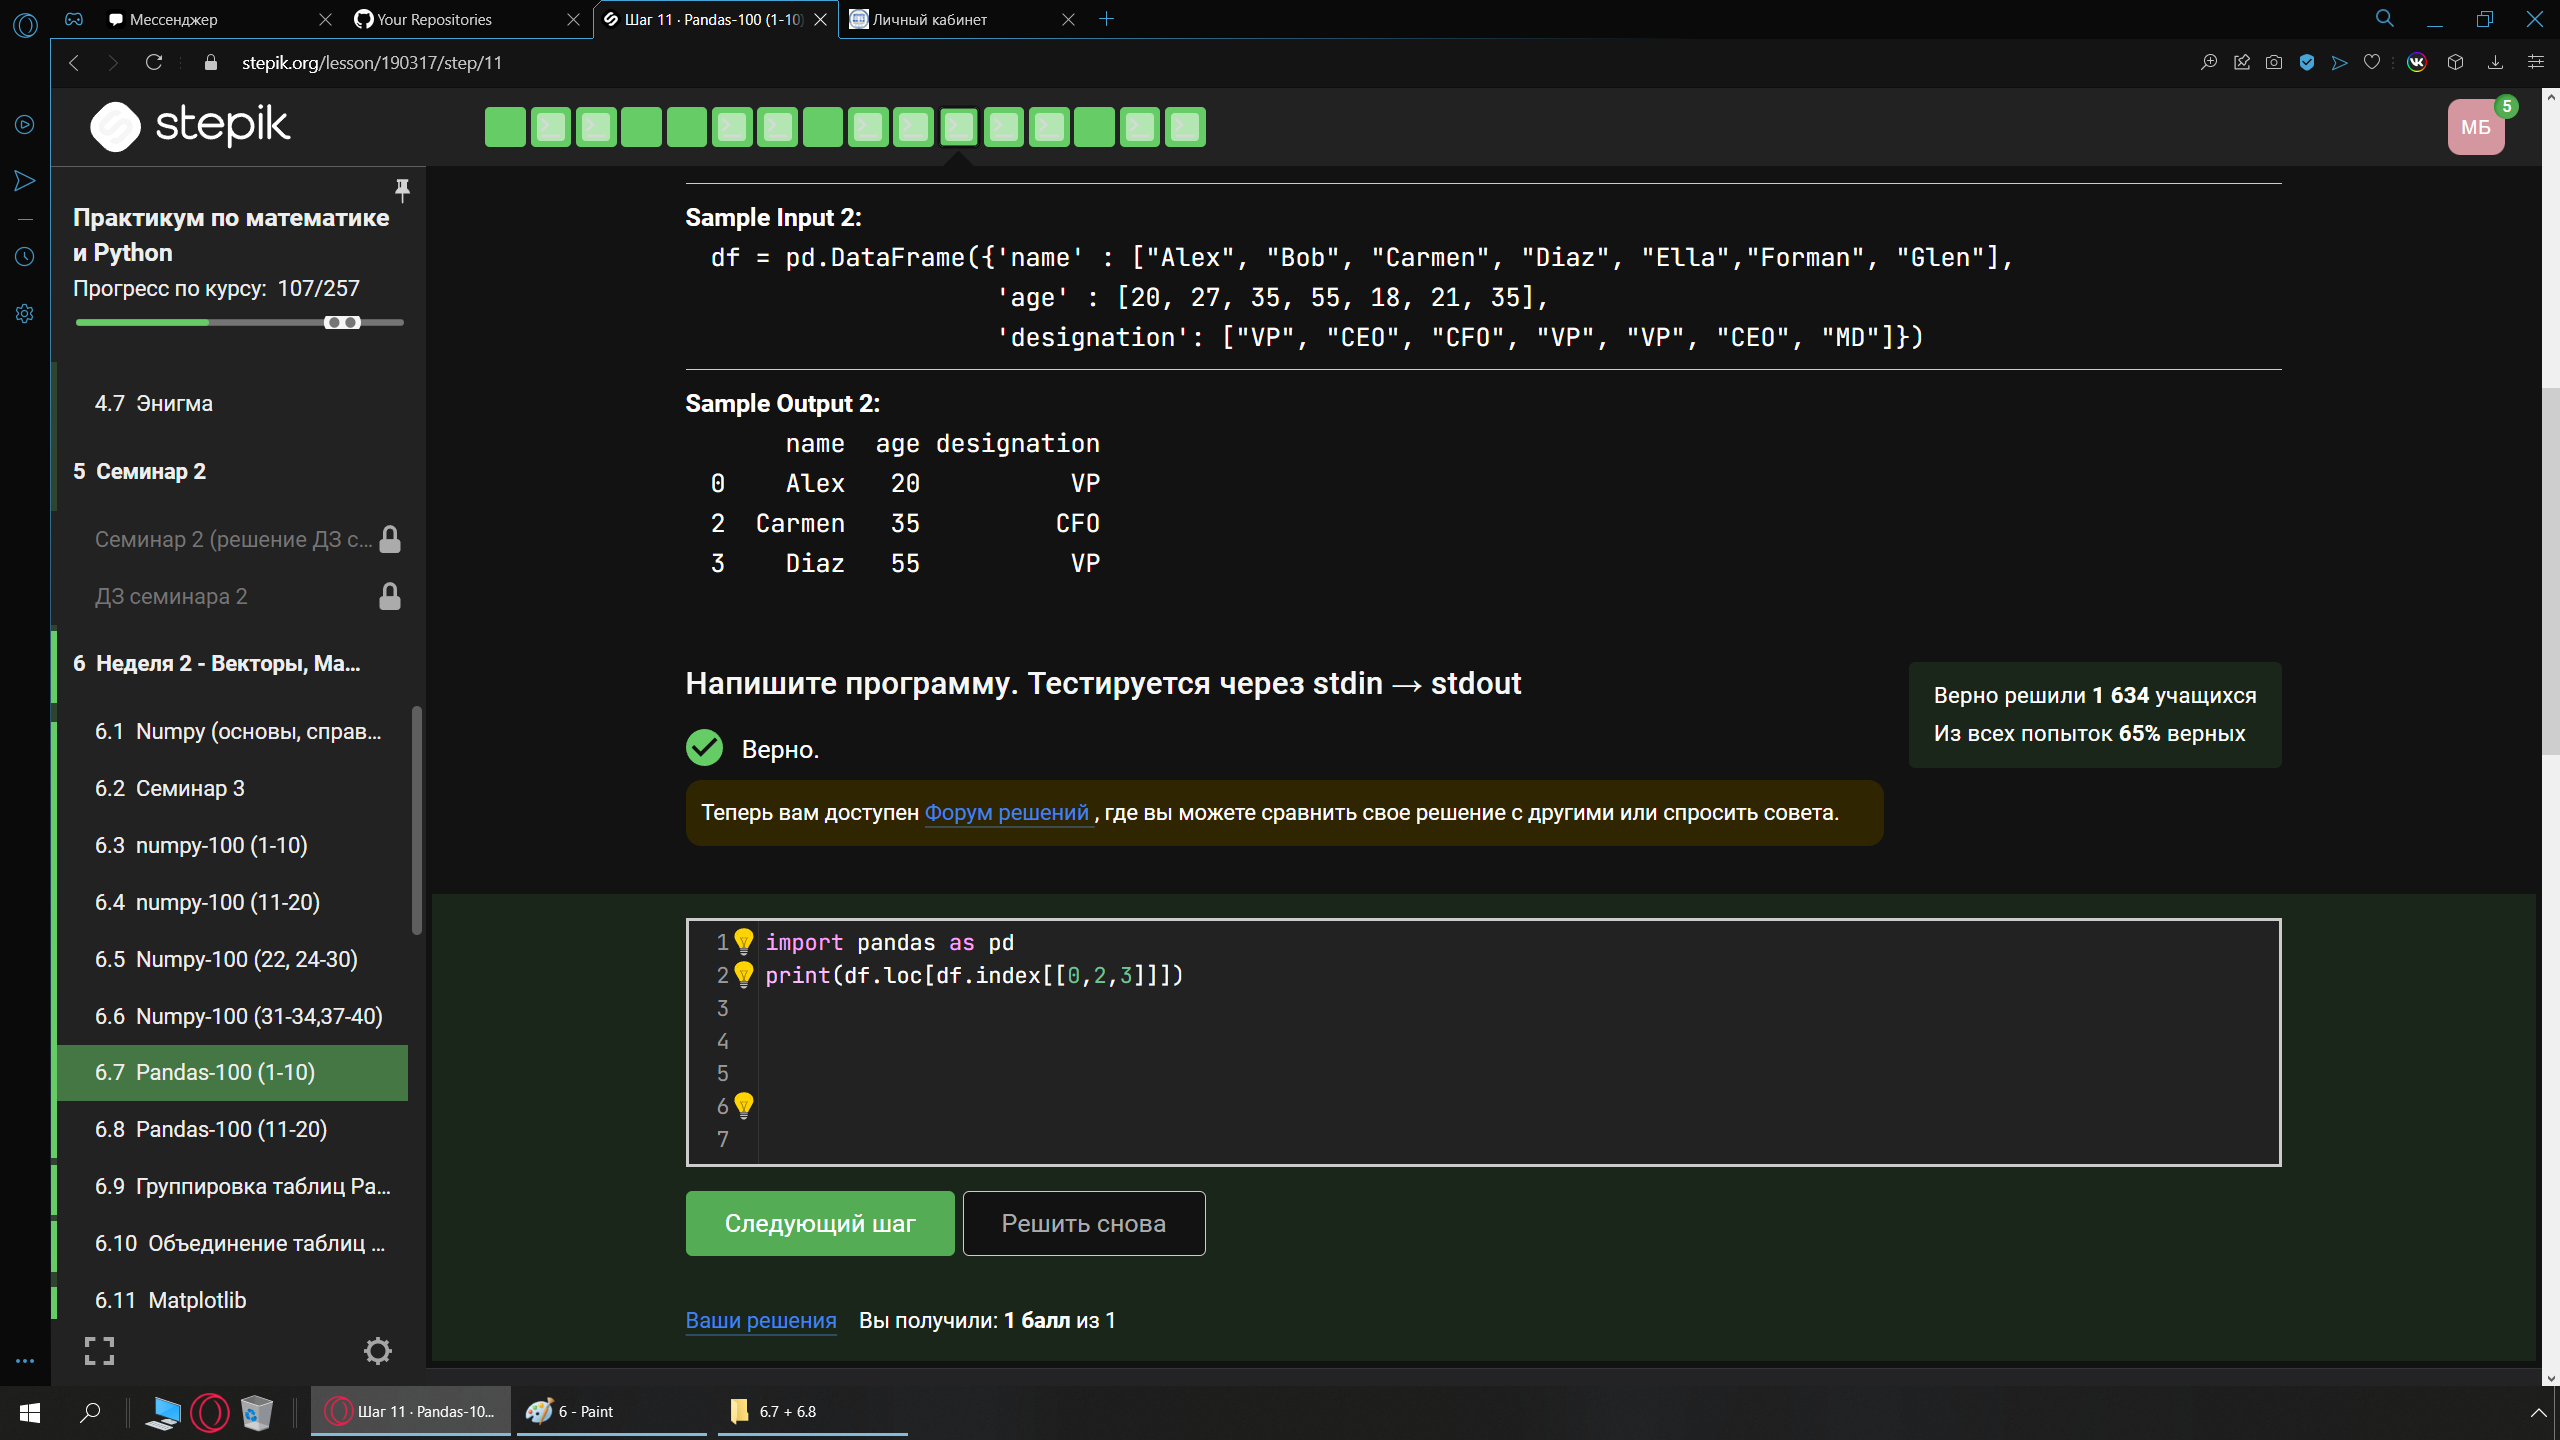 Мессенджер
Your Repositories
Шаг 11 · Pandas-100 (1-10)
Личный кабинет
stepik.org/lesson/190317/step/11
stepik
МБ
5
Практикум по математике
и Python
Прогресс по курсу: 107/257
4.7 Энигма
5 Семинар 2
Семинар 2 (решение ДЗ с...
ДЗ семинара 2
6 Неделя 2 - Векторы, Ма...
6.1 Numpy (основы, справ...
6.2 Семинар 3
6.3 numpy-100 (1-10)
6.4 numpy-100 (11-20)
6.5 Numpy-100 (22, 24-30)
6.6 Numpy-100 (31-34,37-40)
6.7 Pandas-100 (1-10)
6.8 Pandas-100 (11-20)
6.9 Группировка таблиц Pa...
6.10 Объединение таблиц ...
6.11 Matplotlib
Sample Input 2:
df = pd.DataFrame({'name' : ["Alex", "Bob", "Carmen", "Diaz", "Ella","Forman", "Glen"],
'age' : [20, 27, 35, 55, 18, 21, 35],
'designation': ["VP", "CEO", "CFO", "VP", "VP", "CEO", "MD"]})
Sample Output 2:
name age designation
0 Alex 20 VP
2 Carmen 35 CFO
3 Diaz 55 VP
Напишите программу. Тестируется через stdin → stdout
Верно решили 1 634 учащихся
Из всех попыток 65% верных
Верно.
Теперь вам доступен Форум решений , где вы можете сравнить свое решение с другими или спросить совета.
1 import pandas as pd
2 print(df.loc[df.index[[0,2,3]]])
3
4
5
6
7
Следующий шаг
Решить снова
Ваши решения Вы получили: 1 балл из 1
Шаг 11 · Pandas-10...
6 - Paint
6.7 + 6.8